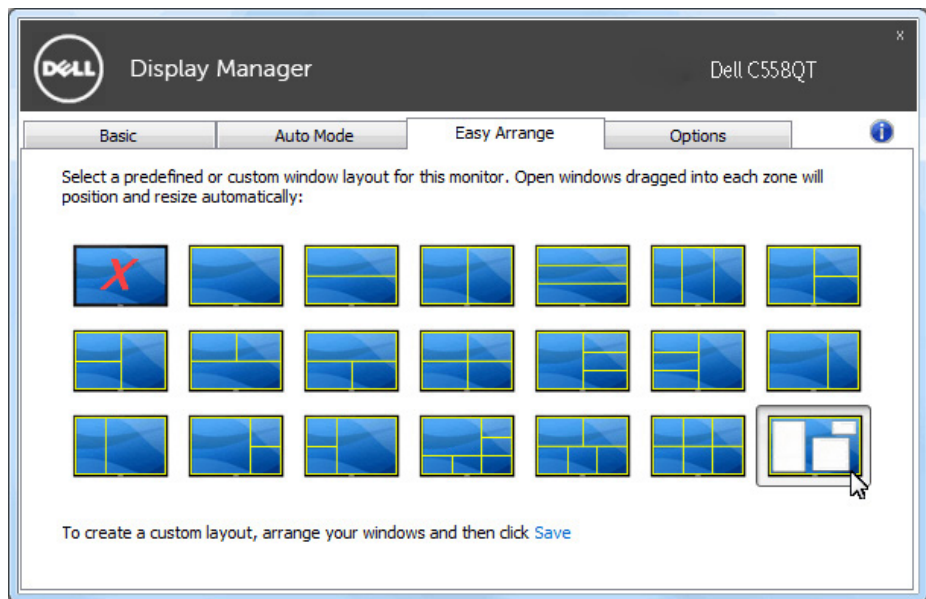 x
DELL
Display Manager
Dell C558QT
Basic
Auto Mode
Easy Arrange
Options
i
Select a predefined or custom window layout for this monitor. Open windows dragged into each zone will
position and resize automatically:
X
To create a custom layout, arrange your windows and then click Save